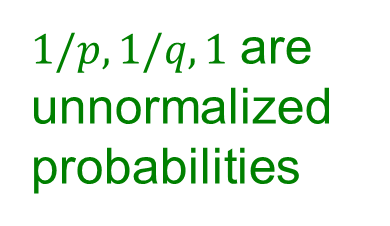 1/𝑝, 1/𝑞, 1 are
unnormalized
probabilities